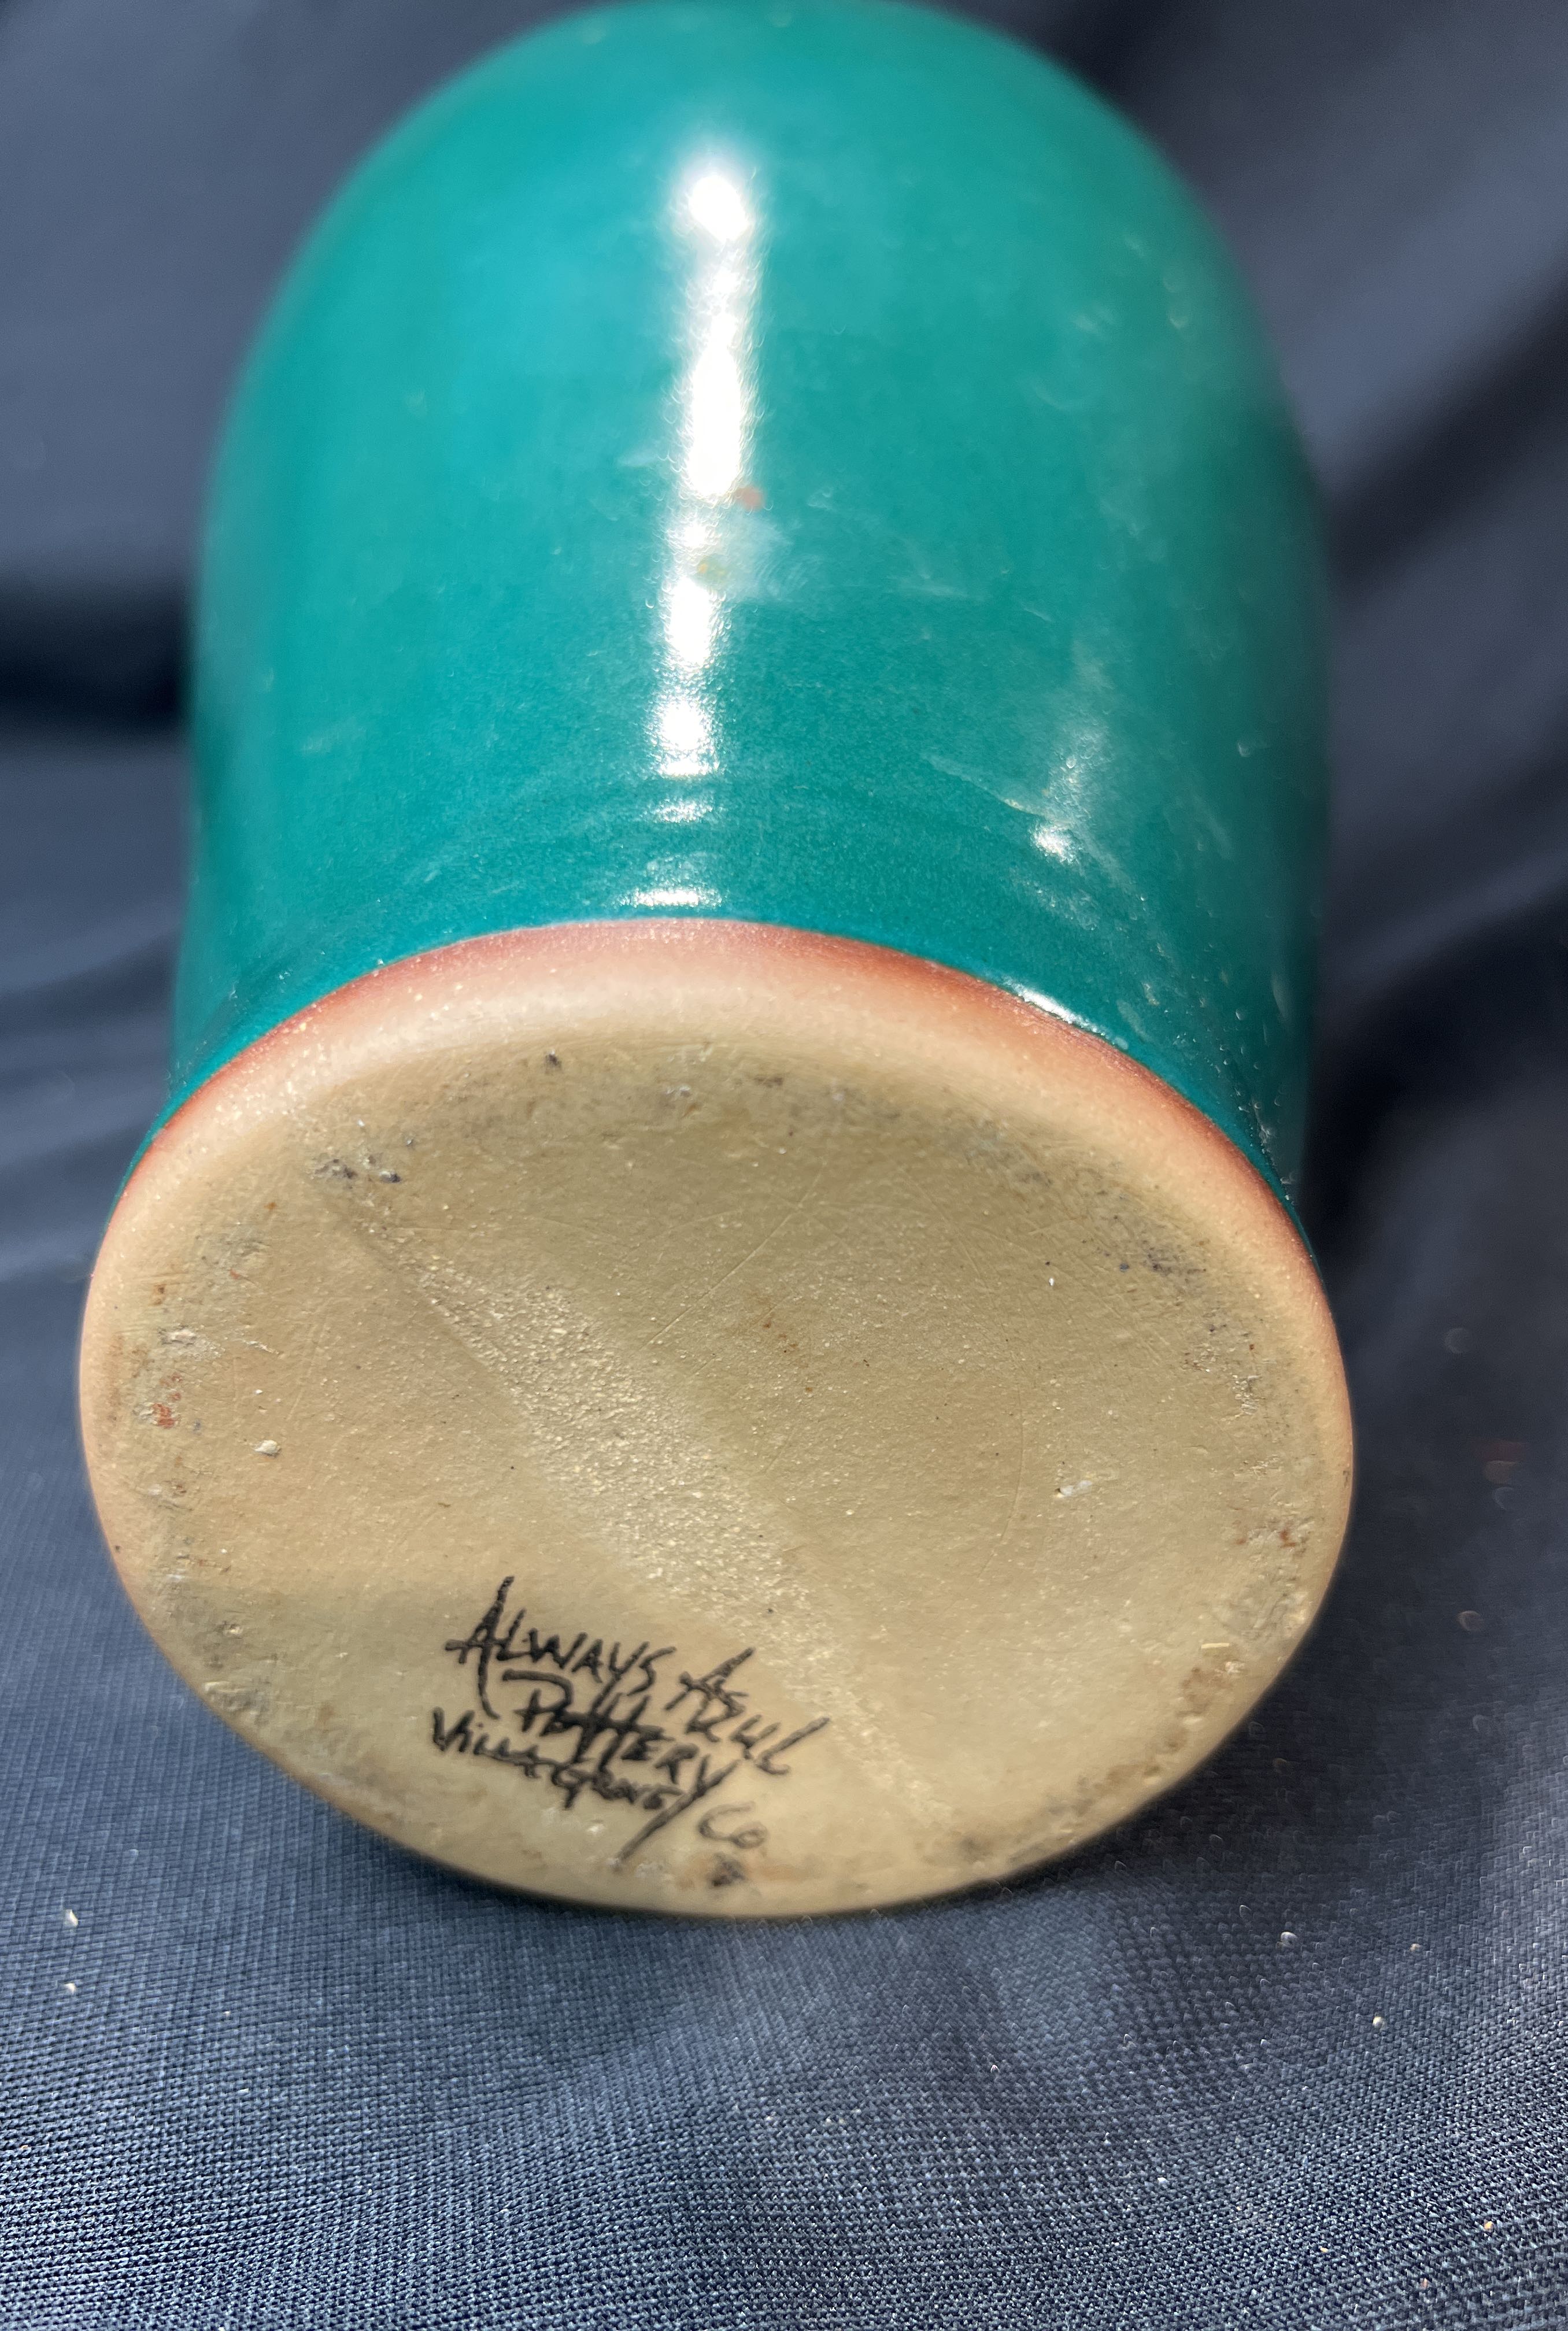 ALWAYS AZUL
POTTERY
VILLA GROVE, CO.